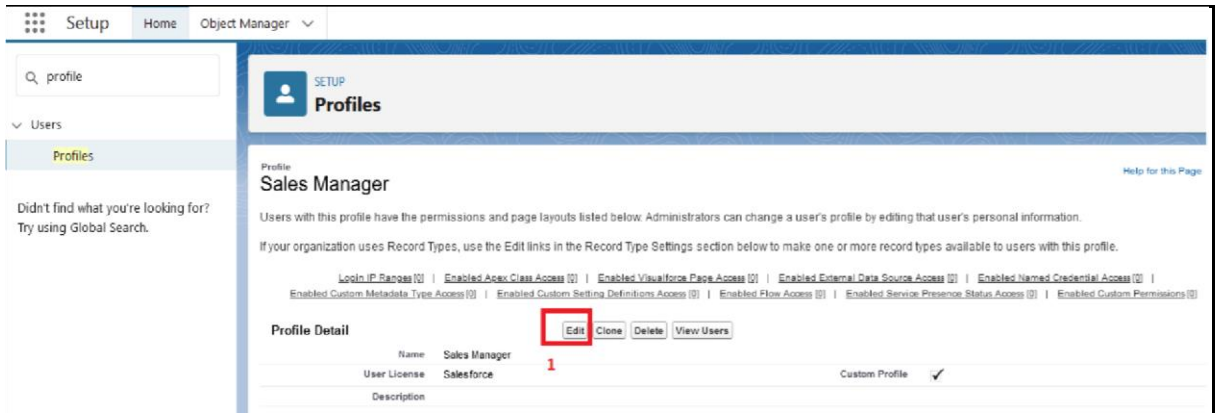 Setup Home Object Manager
profile
Users
Profiles
Didn't find what you're looking for?
Try using Global Search.
SETUP
Profiles
Profile
Sales Manager
Help for this Page
Users with this profile have the permissions and page layouts listed below. Administrators can change a user's profile by editing that user's personal information.
If your organization uses Record Types, use the Edit links in the Record Type Settings section below to make one or more record types available to users with this profile.
Login IP Ranges [0] | Enabled Apex Class Access [0] | Enabled Visualforce Page Access [0] | Enabled External Data Source Access [0] | Enabled Named Credential Access [0] |
Enabled Custom Metadata Type Access [0] | Enabled Custom Setting Definitions Access [0] | Enabled Flow Access [0] | Enabled Service Presence Status Access [0] | Enabled Custom Permissions [0]
Profile Detail Edit Clone Delete View Users
1
Name Sales Manager
User License Salesforce Custom Profile ✓
Description